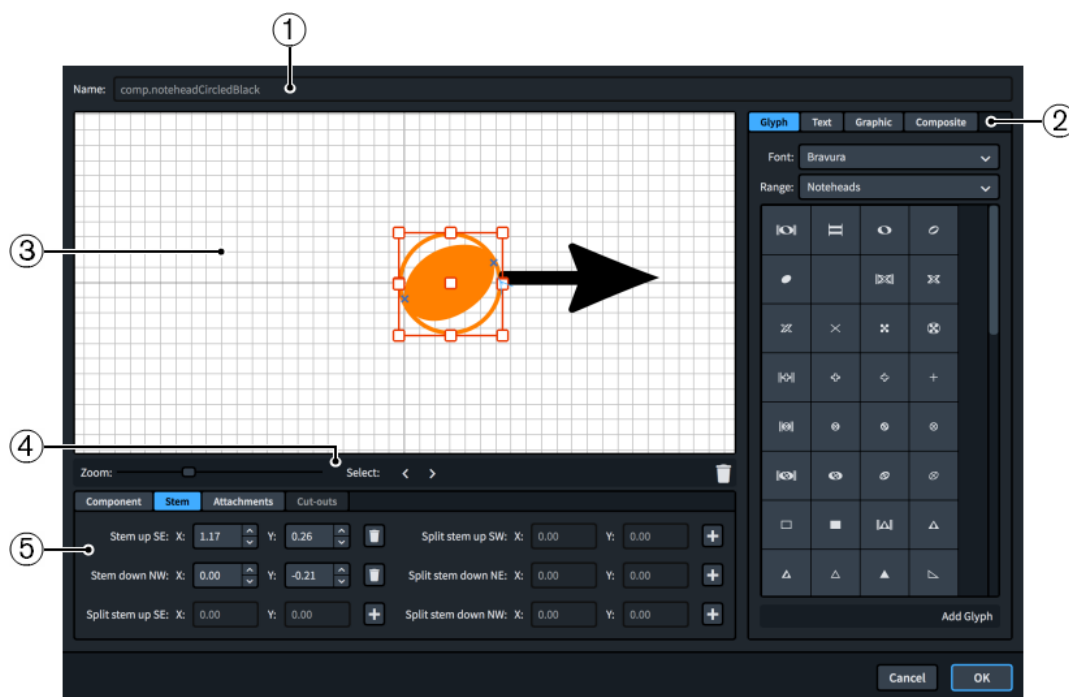 1
Name: comp.noteheadCircledBlack
Glyph Text Graphic Composite
2
Font: Bravura
Range: Noteheads
3
4
Zoom: Select:
Component Stem Attachments Cut-outs
5
Stem up SE: X: 1.17 Y: 0.26 Split stem up SW: X: 0.00 Y: 0.00
Stem down NW: X: 0.00 Y: -0.21 Split stem down NE: X: 0.00 Y: 0.00
Split stem up SE: X: 0.00 Y: 0.00 Split stem down NW: X: 0.00 Y: 0.00
Add Glyph
Cancel OK